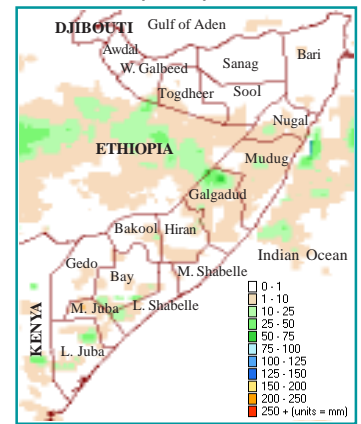 DJIBOUTI
Gulf of Aden
Awdal
W. Galbeed
Sanag
Bari
Togdheer
Sool
Nugal
ETHIOPIA
Mudug
Galgadud
Bakool
Hiran
Indian Ocean
Gedo
Bay
M. Shabelle
KENYA
M. Juba
L. Shabelle
L. Juba
0 - 1
1 - 10
10 - 25
25 - 50
50 - 75
75 - 100
100 - 125
125 - 150
150 - 200
200 - 250
250 + (units = mm)